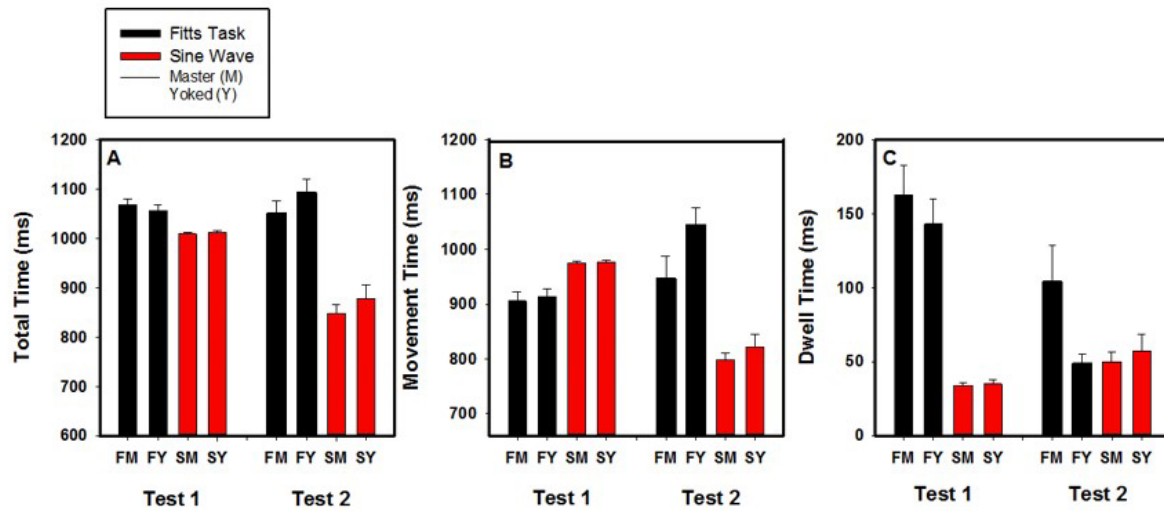 Fitts Task
Sine Wave
Master (M)
Yoked (Y)
A
Total Time (ms)
1200
1100
1000
900
800
700
600
FM FY SM SY FM FY SM SY
Test 1 Test 2
B
Movement Time (ms)
1200
1100
1000
900
800
700
FM FY SM SY FM FY SM SY
Test 1 Test 2
C
Dwell Time (ms)
200
150
100
50
0
FM FY SM SY FM FY SM SY
Test 1 Test 2